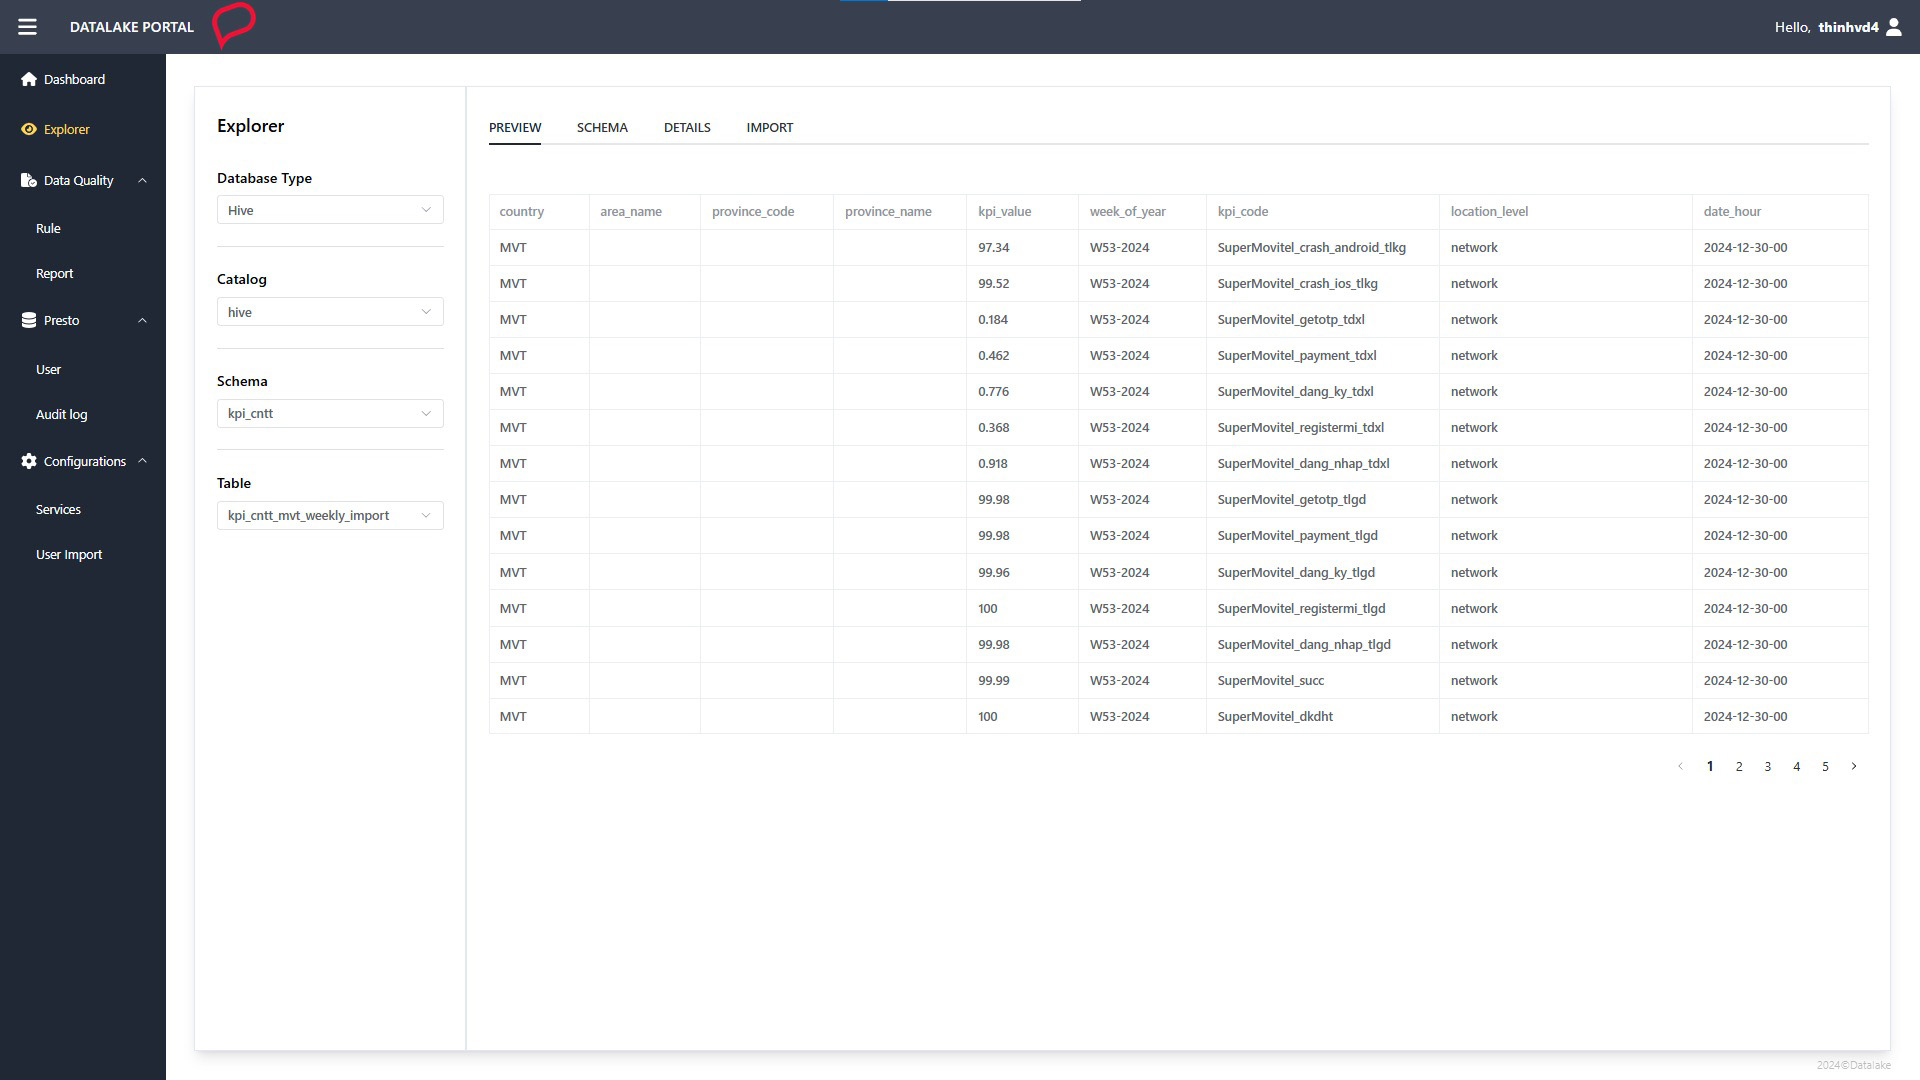 DATALAKE PORTAL
Hello, thinhvd4
Dashboard
Explorer
Data Quality
Rule
Report
Presto
User
Audit log
Configurations
Services
User Import
Explorer
Database Type
Hive
Catalog
hive
Schema
kpi_cntt
Table
kpi_cntt_mvt_weekly_import
PREVIEW SCHEMA DETAILS IMPORT
country area_name province_code province_name kpi_value week_of_year kpi_code location_level date_hour
MVT 97.34 W53-2024 SuperMovitel_crash_android_tlkg network 2024-12-30-00
MVT 99.52 W53-2024 SuperMovitel_crash_ios_tlkg network 2024-12-30-00
MVT 0.184 W53-2024 SuperMovitel_getotp_tdxl network 2024-12-30-00
MVT 0.462 W53-2024 SuperMovitel_payment_tdxl network 2024-12-30-00
MVT 0.776 W53-2024 SuperMovitel_dang_ky_tdxl network 2024-12-30-00
MVT 0.368 W53-2024 SuperMovitel_registermi_tdxl network 2024-12-30-00
MVT 0.918 W53-2024 SuperMovitel_dang_nhap_tdxl network 2024-12-30-00
MVT 99.98 W53-2024 SuperMovitel_getotp_tlgd network 2024-12-30-00
MVT 99.98 W53-2024 SuperMovitel_payment_tlgd network 2024-12-30-00
MVT 99.96 W53-2024 SuperMovitel_dang_ky_tlgd network 2024-12-30-00
MVT 100 W53-2024 SuperMovitel_registermi_tlgd network 2024-12-30-00
MVT 99.98 W53-2024 SuperMovitel_dang_nhap_tlgd network 2024-12-30-00
MVT 99.99 W53-2024 SuperMovitel_succ network 2024-12-30-00
MVT 100 W53-2024 SuperMovitel_dkdht network 2024-12-30-00
1 2 3 4 5
2024©Datalake